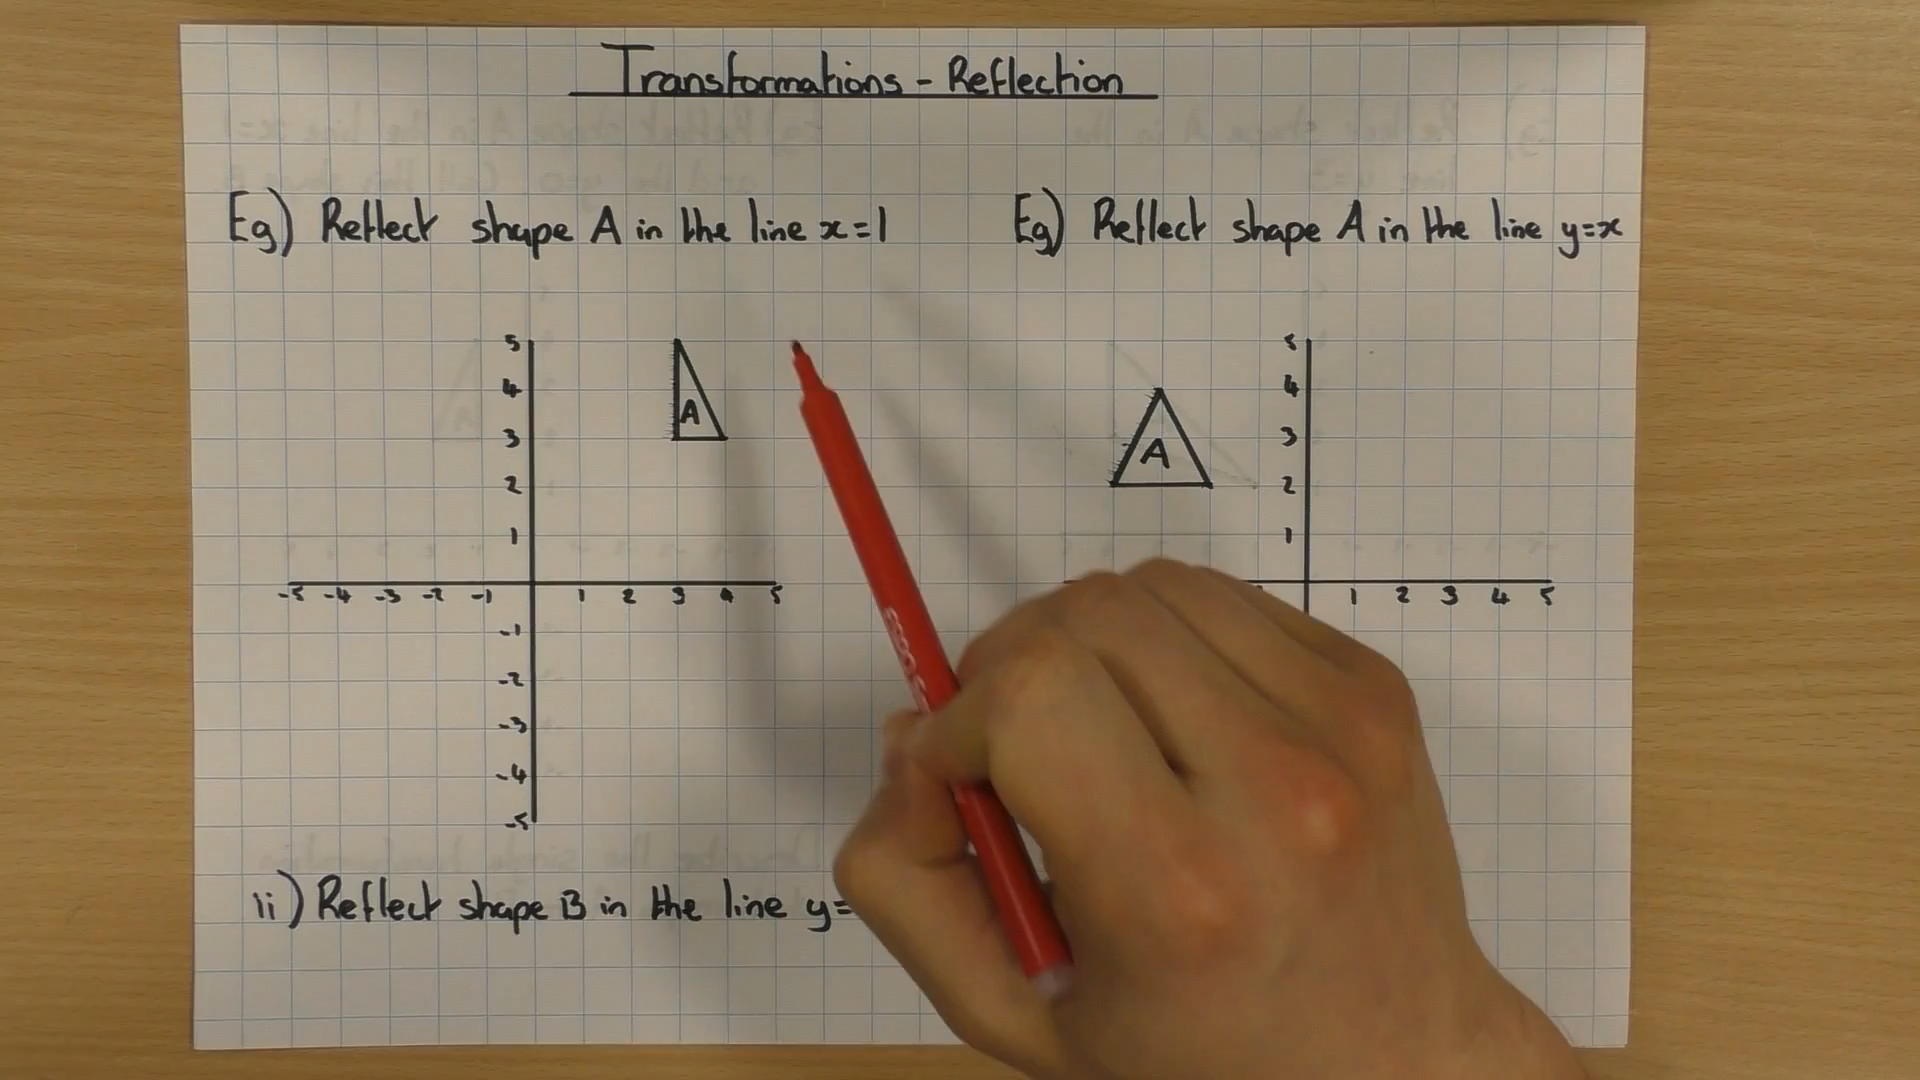 Transformations - Reflection
Eg) Reflect shape A in the line x=1
5
4
3
2
1
-5 -4 -3 -2 -1 1 2 3 4 5
-1
-2
-3
-4
-5
A
ii) Reflect shape B in the line y=
Eg) Reflect shape A in the line y=x
5
4
3
2
1
1 2 3 4 5
A